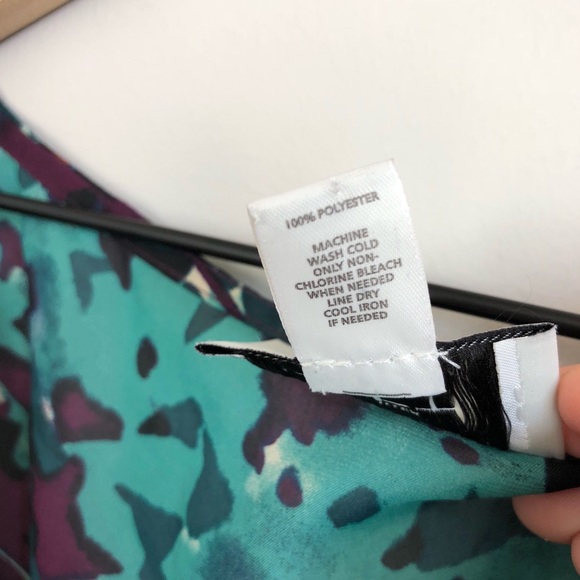 100% POLYESTER
MACHINE
WASH COLD
ONLY NON-
CHLORINE BLEACH
WHEN NEEDED
LINE DRY
COOL IRON
IF NEEDED